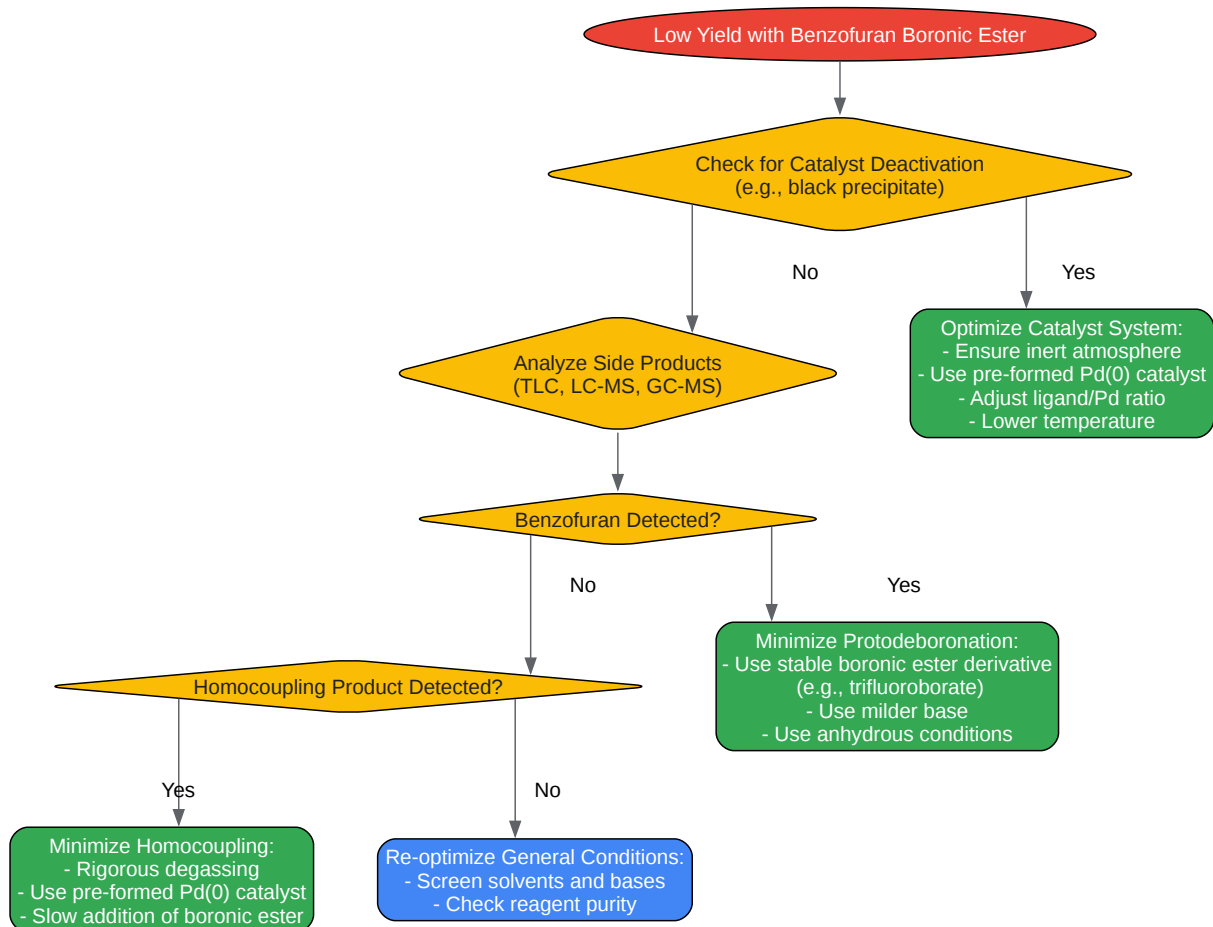 Low Yield with Benzofuran Boronic Ester
Check for Catalyst Deactivation
(e.g., black precipitate)
No
Yes
Optimize Catalyst System:
- Ensure inert atmosphere
- Use pre-formed Pd(0) catalyst
- Adjust ligand/Pd ratio
- Lower temperature
Analyze Side Products
(TLC, LC-MS, GC-MS)
Benzofuran Detected?
No
Yes
Minimize Protodeboronation:
- Use stable boronic ester derivative
(e.g., trifluoroborate)
- Use milder base
- Use anhydrous conditions
Homocoupling Product Detected?
Yes
No
Minimize Homocoupling:
- Rigorous degassing
- Use pre-formed Pd(0) catalyst
- Slow addition of boronic ester
Re-optimize General Conditions:
- Screen solvents and bases
- Check reagent purity